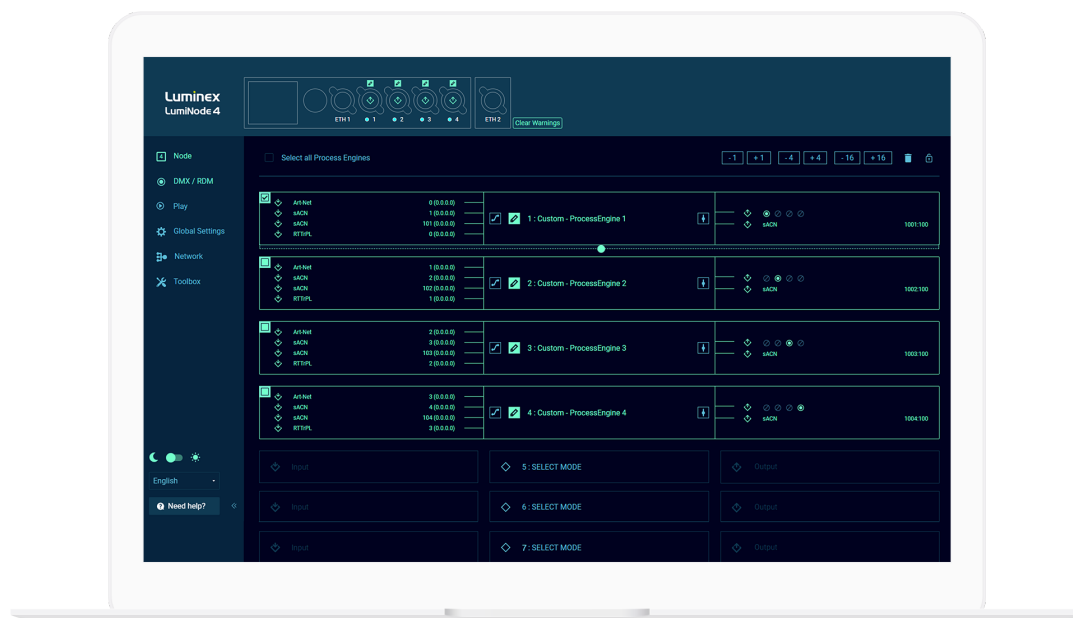 Luminex
LumiNode 4
ETH 1 1 2 3 4 ETH 2
Clear Warnings
4 Node
DMX / RDM
Play
Global Settings
Network
Toolbox
English
Need help?
Select all Process Engines
- 1 + 1 - 4 + 4 - 16 + 16
Art-Net 0 (0.0.0.0)
sACN 1 (0.0.0.0)
sACN 101 (0.0.0.0)
RTTrPL 0 (0.0.0.0)
1 : Custom - ProcessEngine 1
sACN 1001:100
Art-Net 1 (0.0.0.0)
sACN 2 (0.0.0.0)
sACN 102 (0.0.0.0)
RTTrPL 1 (0.0.0.0)
2 : Custom - ProcessEngine 2
sACN 1002:100
Art-Net 2 (0.0.0.0)
sACN 3 (0.0.0.0)
sACN 103 (0.0.0.0)
RTTrPL 2 (0.0.0.0)
3 : Custom - ProcessEngine 3
sACN 1003:100
Art-Net 3 (0.0.0.0)
sACN 4 (0.0.0.0)
sACN 104 (0.0.0.0)
RTTrPL 3 (0.0.0.0)
4 : Custom - ProcessEngine 4
sACN 1004:100
Input 5 : SELECT MODE Output
Input 6 : SELECT MODE Output
Input 7 : SELECT MODE Output